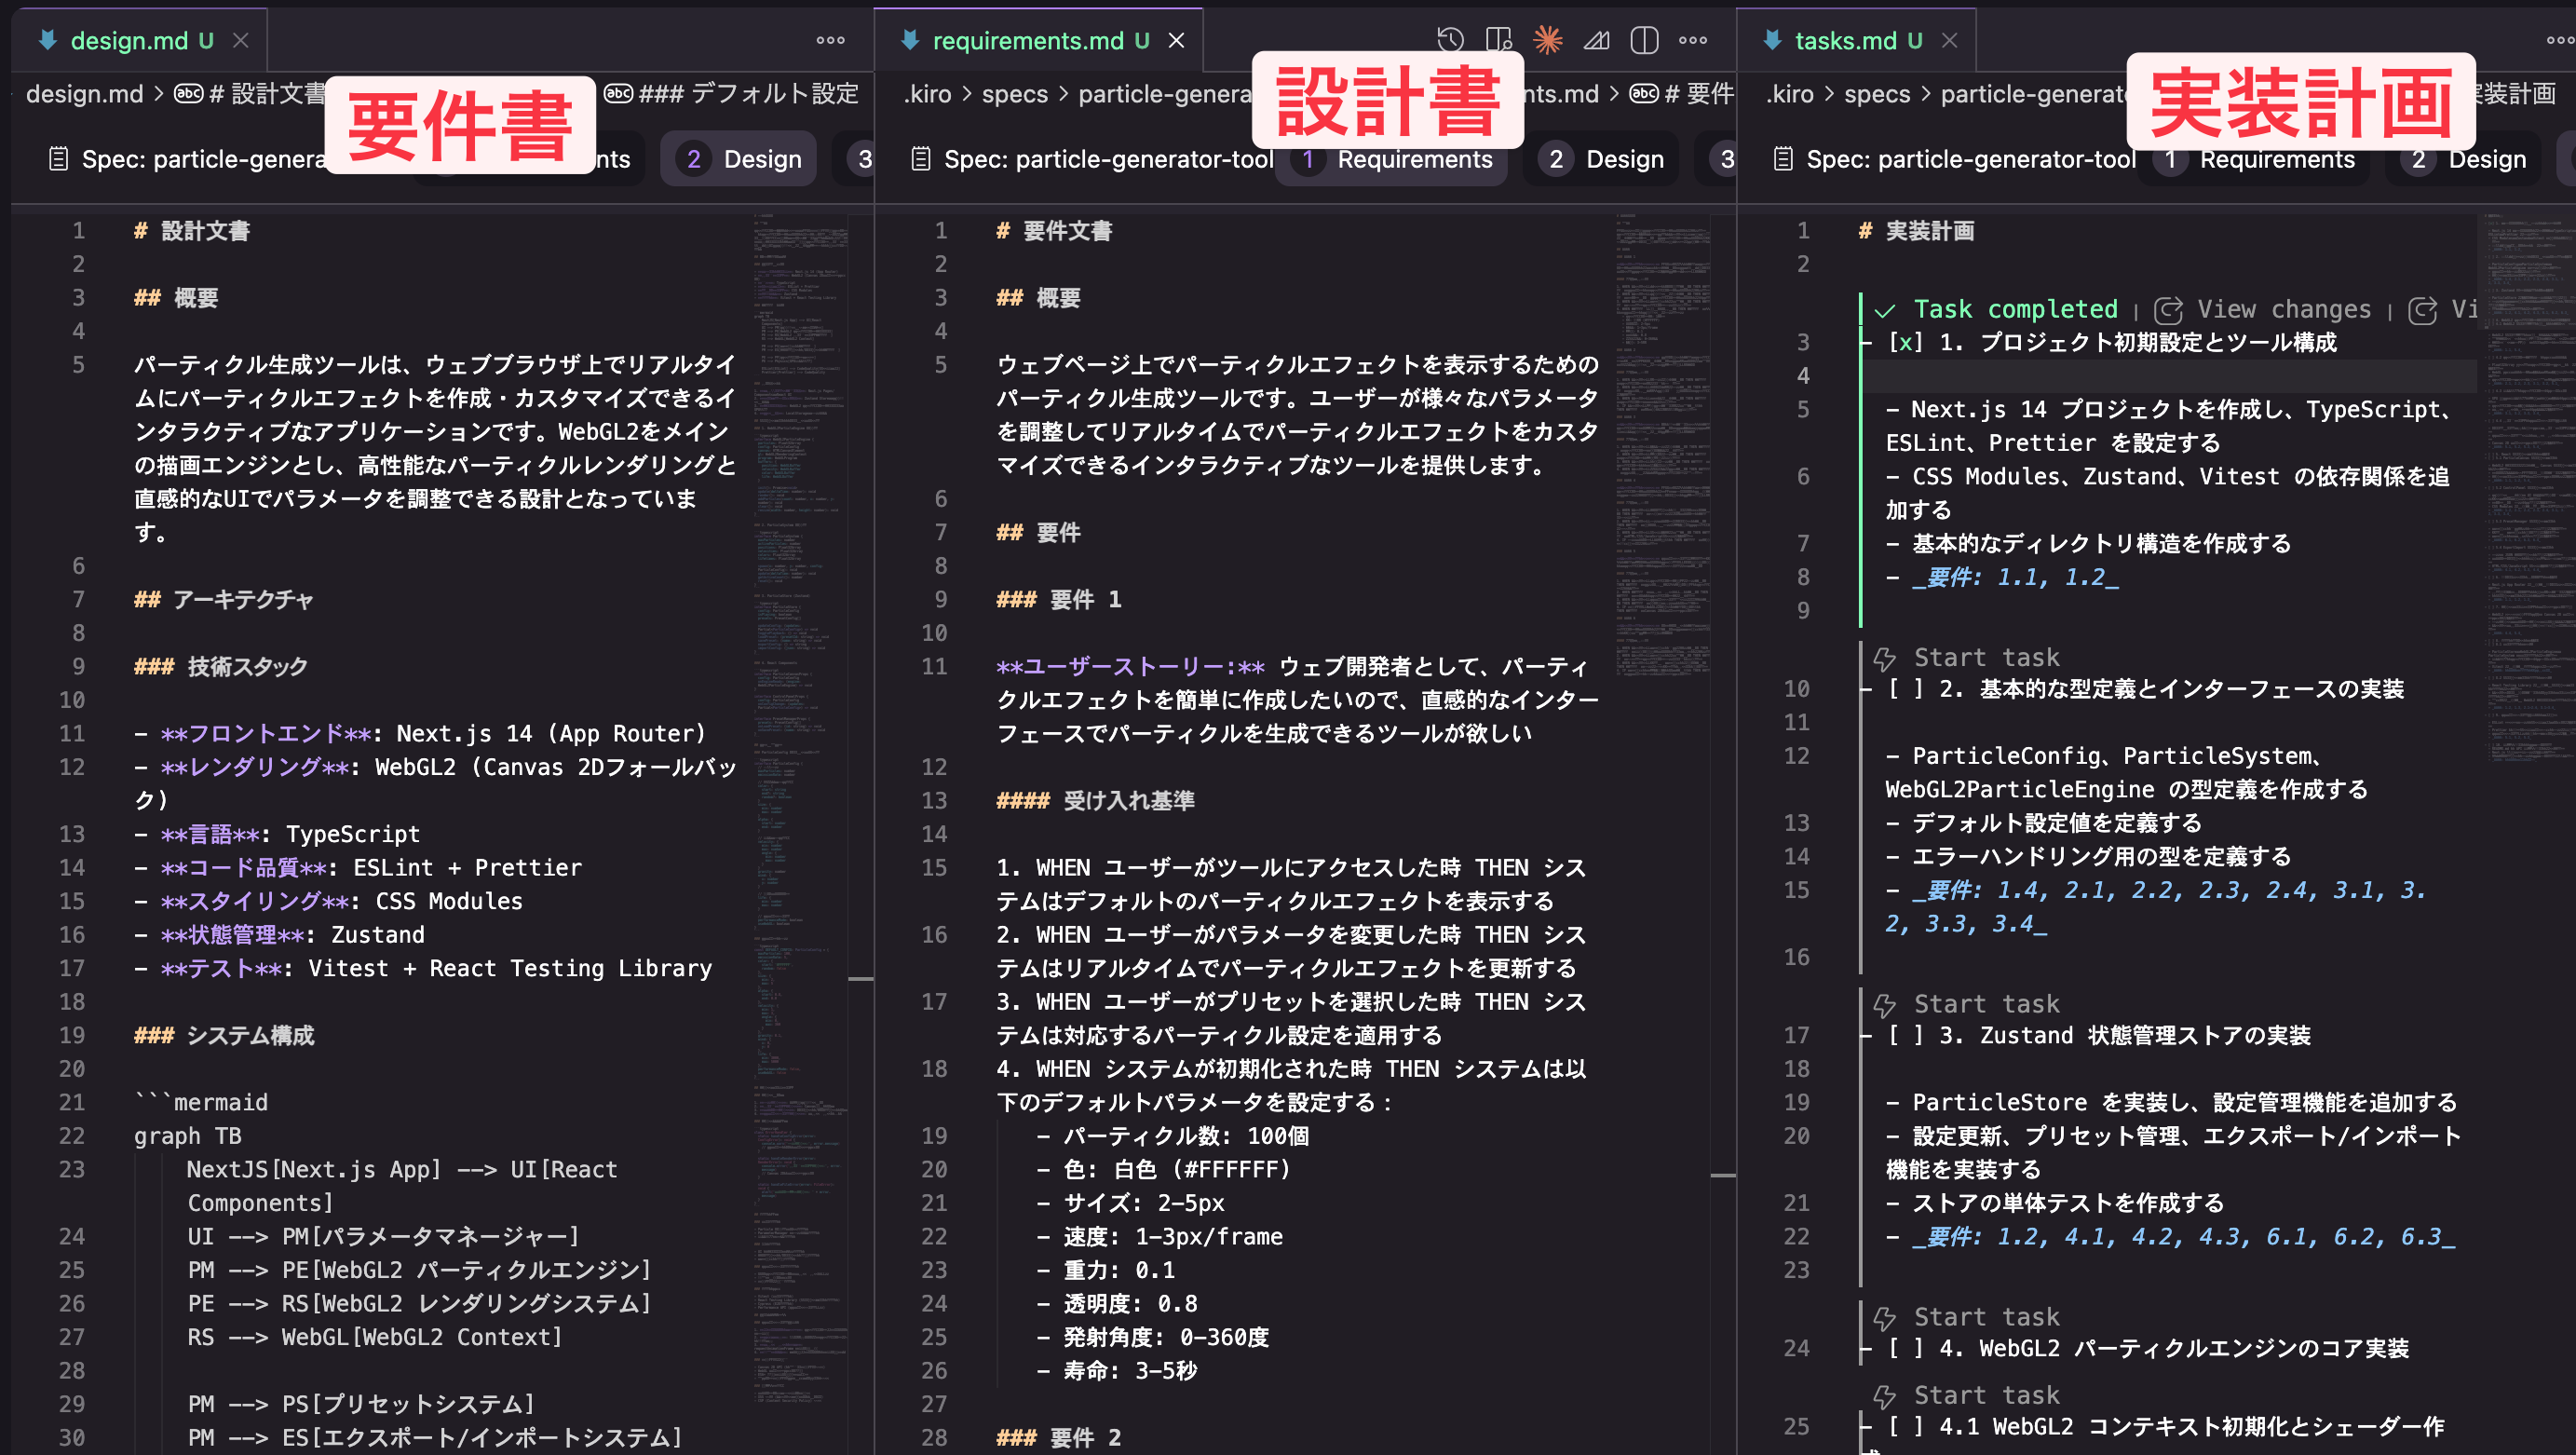 design.md U
design.md > # 設計文書
### デフォルト設定
要件書
Spec: particle-genera
nts
2 Design
3
1 # 設計文書
2
3 ## 概要
4
5 パーティクル生成ツールは、ウェブブラウザ上でリアルタイ
ムにパーティクルエフェクトを作成・カスタマイズできるイ
ンタラクティブなアプリケーションです。WebGL2をメイン
の描画エンジンとし、高性能なパーティクルレンダリングと
直感的なUIでパラメータを調整できる設計となっていま
す。
6
7 ## アーキテクチャ
8
9 ### 技術スタック
10
11 - **フロントエンド**: Next.js 14 (App Router)
12 - **レンダリング**: WebGL2 (Canvas 2Dフォールバッ
ク)
13 - **言語**: TypeScript
14 - **コード品質**: ESLint + Prettier
15 - **スタイリング**: CSS Modules
16 - **状態管理**: Zustand
17 - **テスト**: Vitest + React Testing Library
18
19 ### システム構成
20
21 ```mermaid
22 graph TB
23 NextJS[Next.js App] --> UI[React
Components]
24 UI --> PM[パラメータマネージャー]
25 PM --> PE[WebGL2 パーティクルエンジン]
26 PE --> RS[WebGL2 レンダリングシステム]
27 RS --> WebGL[WebGL2 Context]
28
29 PM --> PS[プリセットシステム]
30 PM --> ES[エクスポート/インポートシステム]
requirements.md U
.kiro > specs > particle-genera
nts.md > # 要件
設計書
Spec: particle-generator-tool
1 Requirements
2 Design
3
1 # 要件文書
2
3 ## 概要
4
5 ウェブページ上でパーティクルエフェクトを表示するための
パーティクル生成ツールです。ユーザーが様々なパラメータ
を調整してリアルタイムでパーティクルエフェクトをカスタ
マイズできるインタラクティブなツールを提供します。
6
7 ## 要件
8
9 ### 要件 1
10
11 **ユーザーストーリー:** ウェブ開発者として、パーティ
クルエフェクトを簡単に作成したいので、直感的なインター
フェースでパーティクルを生成できるツールが欲しい
12
13 #### 受け入れ基準
14
15 1. WHEN ユーザーがツールにアクセスした時 THEN シス
テムはデフォルトのパーティクルエフェクトを表示する
16 2. WHEN ユーザーがパラメータを変更した時 THEN シス
テムはリアルタイムでパーティクルエフェクトを更新する
17 3. WHEN ユーザーがプリセットを選択した時 THEN シス
テムは対応するパーティクル設定を適用する
18 4. WHEN システムが初期化された時 THEN システムは以
下のデフォルトパラメータを設定する：
19 - パーティクル数: 100個
20 - 色: 白色 (#FFFFFF)
21 - サイズ: 2-5px
22 - 速度: 1-3px/frame
23 - 重力: 0.1
24 - 透明度: 0.8
25 - 発射角度: 0-360度
26 - 寿命: 3-5秒
27
28 ### 要件 2
tasks.md U
.kiro > specs > particle-generat
実装計画
実装計画
Spec: particle-generator-tool
1 Requirements
2 Design
1 # 実装計画
2
Task completed | View changes | Vi
3 - [x] 1. プロジェクト初期設定とツール構成
4
5 - Next.js 14 プロジェクトを作成し、TypeScript、
ESLint、Prettier を設定する
6 - CSS Modules、Zustand、Vitest の依存関係を追
加する
7 - 基本的なディレクトリ構造を作成する
8 - _要件: 1.1, 1.2_
9
Start task
10 - [ ] 2. 基本的な型定義とインターフェースの実装
11
12 - ParticleConfig、ParticleSystem、
WebGL2ParticleEngine の型定義を作成する
13 - デフォルト設定値を定義する
14 - エラーハンドリング用の型を定義する
15 - _要件: 1.4, 2.1, 2.2, 2.3, 2.4, 3.1, 3.
2, 3.3, 3.4_
16
Start task
17 - [ ] 3. Zustand 状態管理ストアの実装
18
19 - ParticleStore を実装し、設定管理機能を追加する
20 - 設定更新、プリセット管理、エクスポート/インポート
機能を実装する
21 - ストアの単体テストを作成する
22 - _要件: 1.2, 4.1, 4.2, 4.3, 6.1, 6.2, 6.3_
23
Start task
24 - [ ] 4. WebGL2 パーティクルエンジンのコア実装
Start task
25 - [ ] 4.1 WebGL2 コンテキスト初期化とシェーダー作